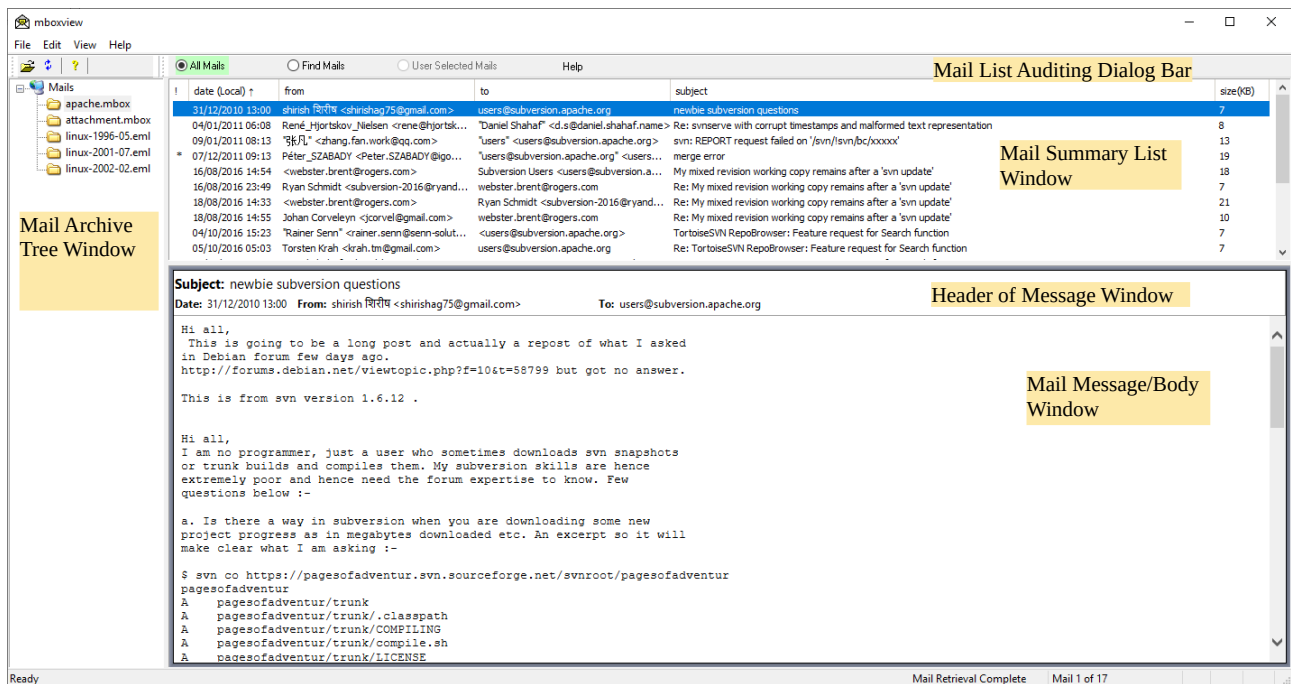 mboxview
File Edit View Help
All Mails Find Mails User Selected Mails Help
Mail List Auditing Dialog Bar
Mails
apache.mbox
attachment.mbox
linux-1996-05.eml
linux-2001-07.eml
linux-2002-02.eml
Mail Archive
Tree Window
! date (Local) ↑ from to subject size(KB)
31/12/2010 13:00 shirish शिरीष <shirishag75@gmail.com> users@subversion.apache.org newbie subversion questions 7
04/01/2011 06:08 René_Hjortskov_Nielsen <rene@hjortsk... "Daniel Shahaf" <d.s@daniel.shahaf.name> Re: svnserve with corrupt timestamps and malformed text representation 8
09/01/2011 08:13 "张凡" <zhang.fan.work@qq.com> "users" <users@subversion.apache.org> svn: REPORT request failed on '/svn/!svn/bc/xxxxx' 13
* 07/12/2011 09:13 Péter_SZABADY <Peter.SZABADY@igo... "users@subversion.apache.org" <users... merge error 19
16/08/2016 14:54 <webster.brent@rogers.com> Subversion Users <users@subversion.a... My mixed revision working copy remains after a 'svn update' 18
16/08/2016 23:49 Ryan Schmidt <subversion-2016@ryand... webster.brent@rogers.com Re: My mixed revision working copy remains after a 'svn update' 7
18/08/2016 14:33 <webster.brent@rogers.com> Ryan Schmidt <subversion-2016@ryand... Re: My mixed revision working copy remains after a 'svn update' 21
18/08/2016 14:55 Johan Corveleyn <jcorvel@gmail.com> webster.brent@rogers.com Re: My mixed revision working copy remains after a 'svn update' 10
04/10/2016 15:23 "Rainer Senn" <rainer.senn@senn-solut... <users@subversion.apache.org> TortoiseSVN RepoBrowser: Feature request for Search function 7
05/10/2016 05:03 Torsten Krah <krah.tm@gmail.com> users@subversion.apache.org Re: TortoiseSVN RepoBrowser: Feature request for Search function 7
Mail Summary List
Window
Subject: newbie subversion questions
Date: 31/12/2010 13:00 From: shirish शिरीष <shirishag75@gmail.com> To: users@subversion.apache.org
Header of Message Window
Hi all,
This is going to be a long post and actually a repost of what I asked
in Debian forum few days ago.
http://forums.debian.net/viewtopic.php?f=10&t=58799 but got no answer.
This is from svn version 1.6.12 .
Mail Message/Body
Window
Hi all,
I am no programmer, just a user who sometimes downloads svn snapshots
or trunk builds and compiles them. My subversion skills are hence
extremely poor and hence need the forum expertise to know. Few
questions below :-
a. Is there a way in subversion when you are downloading some new
project progress as in megabytes downloaded etc. An excerpt so it will
make clear what I am asking :-
$ svn co https://pagesofadventur.svn.sourceforge.net/svnroot/pagesofadventur
pagesofadventur
A pagesofadventur/trunk
A pagesofadventur/trunk/.classpath
A pagesofadventur/trunk/COMPILING
A pagesofadventur/trunk/compile.sh
A pagesofadventur/trunk/LICENSE
Ready Mail Retrieval Complete Mail 1 of 17